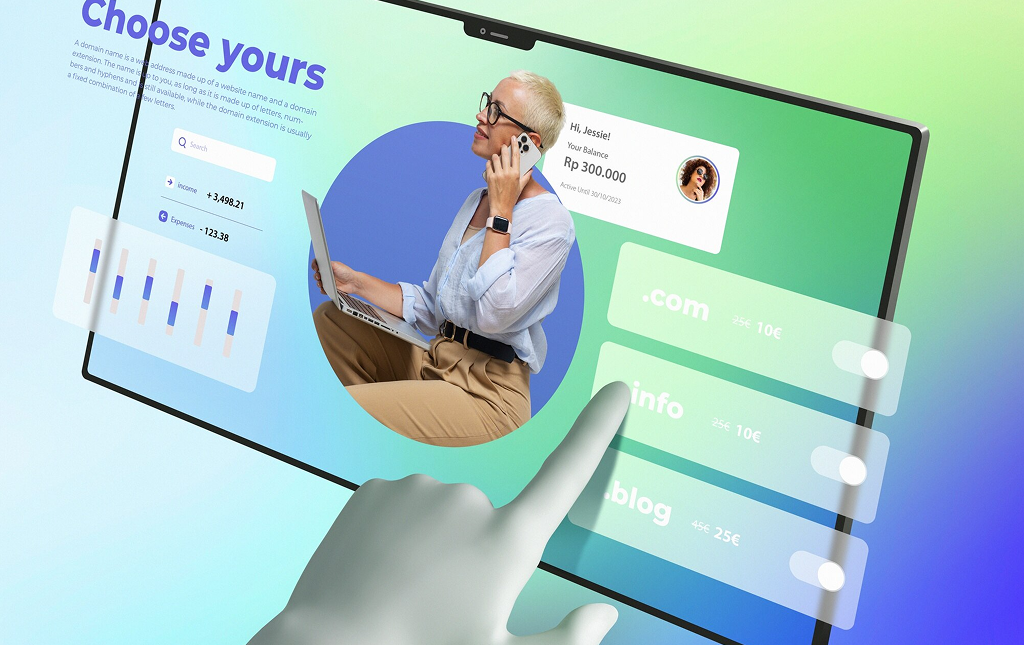 Choose yours
A domain name is a web address made up of a website name and a domain
extension. The name is up to you, as long as it is made up of letters, num-
bers and hyphens and is still available, while the domain extension is usually
a fixed combination of a few letters.
Search
income + 3,498.21
Expenses - 123.38
Hi, Jessie!
Your Balance
Rp 300.000
Active Until 30/10/2023
.com 25€ 10€
info 25€ 10€
.blog 45€ 25€